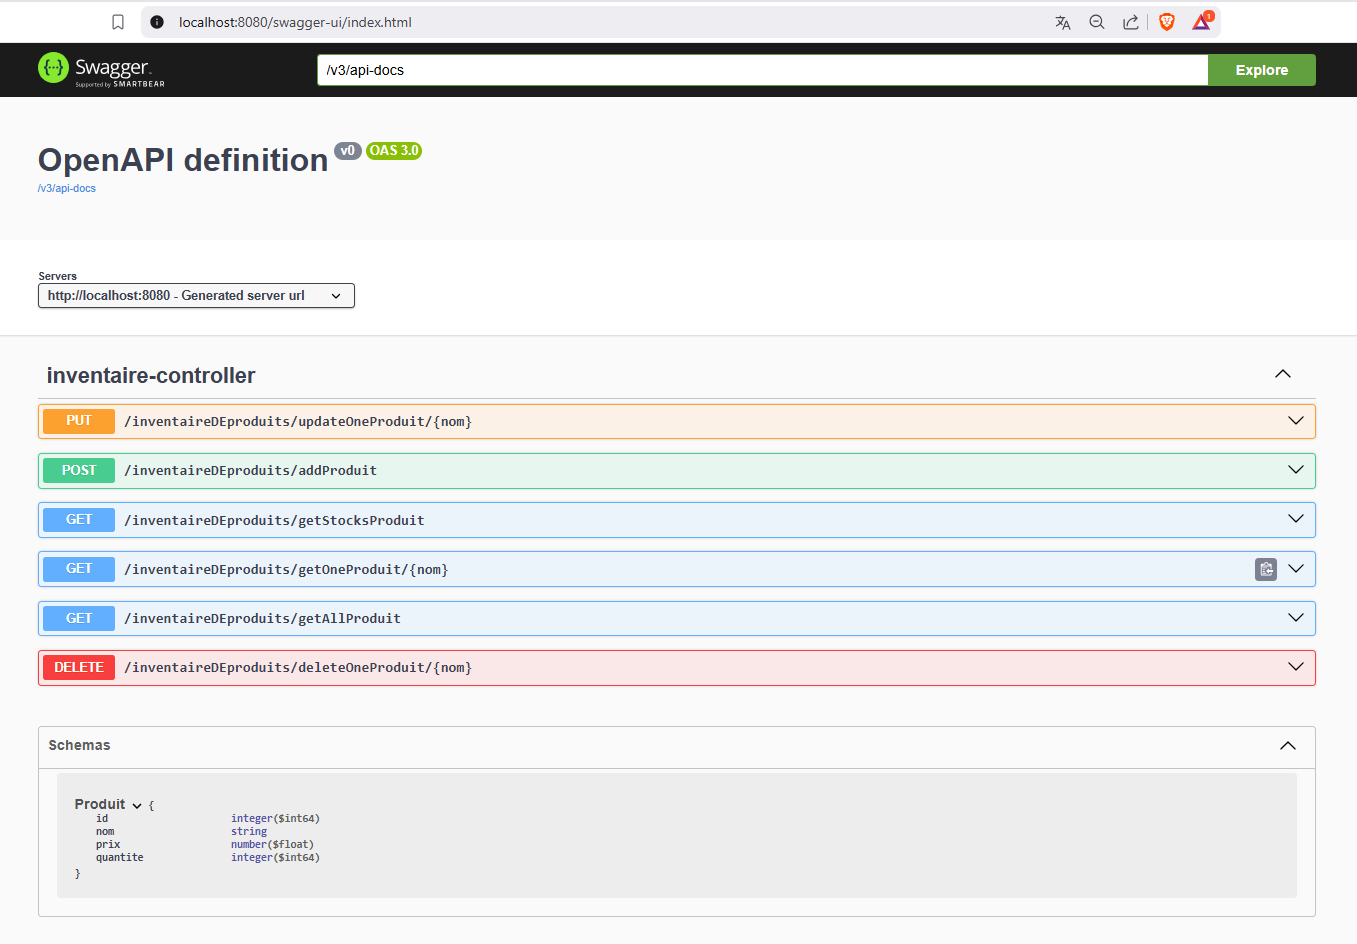 localhost:8080/swagger-ui/index.html
1
Swagger.
Supported by SMARTBEAR
/v3/api-docs
Explore
OpenAPI definition v0 OAS 3.0
/v3/api-docs
Servers
http://localhost:8080 - Generated server url
inventaire-controller
PUT /inventaireDEproduits/updateOneProduit/{nom}
POST /inventaireDEproduits/addProduit
GET /inventaireDEproduits/getStocksProduit
GET /inventaireDEproduits/getOneProduit/{nom}
GET /inventaireDEproduits/getAllProduit
DELETE /inventaireDEproduits/deleteOneProduit/{nom}
Schemas
Produit {
id integer($int64)
nom string
prix number($float)
quantite integer($int64)
}